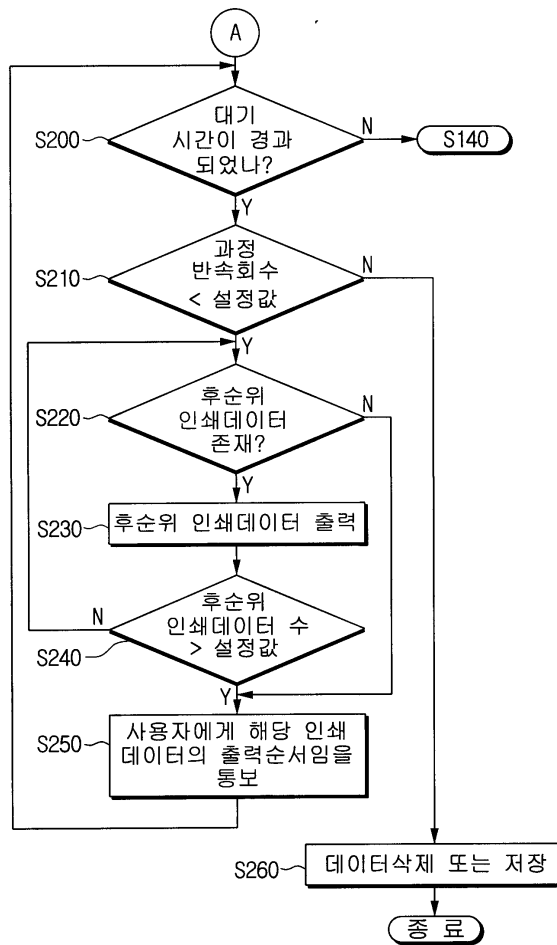 A
대기
시간이 경과
되었나?
S200
N
S140
Y
과정
반속회수
< 설정값
S210
N
Y
후순위
인쇄데이터
존재?
S220
N
Y
S230
후순위 인쇄데이터 출력
후순위
인쇄데이터 수
> 설정값
N
S240
Y
사용자에게 해당 인쇄
데이터의 출력순서임을
통보
S250
S260
데이터삭제 또는 저장
종 료